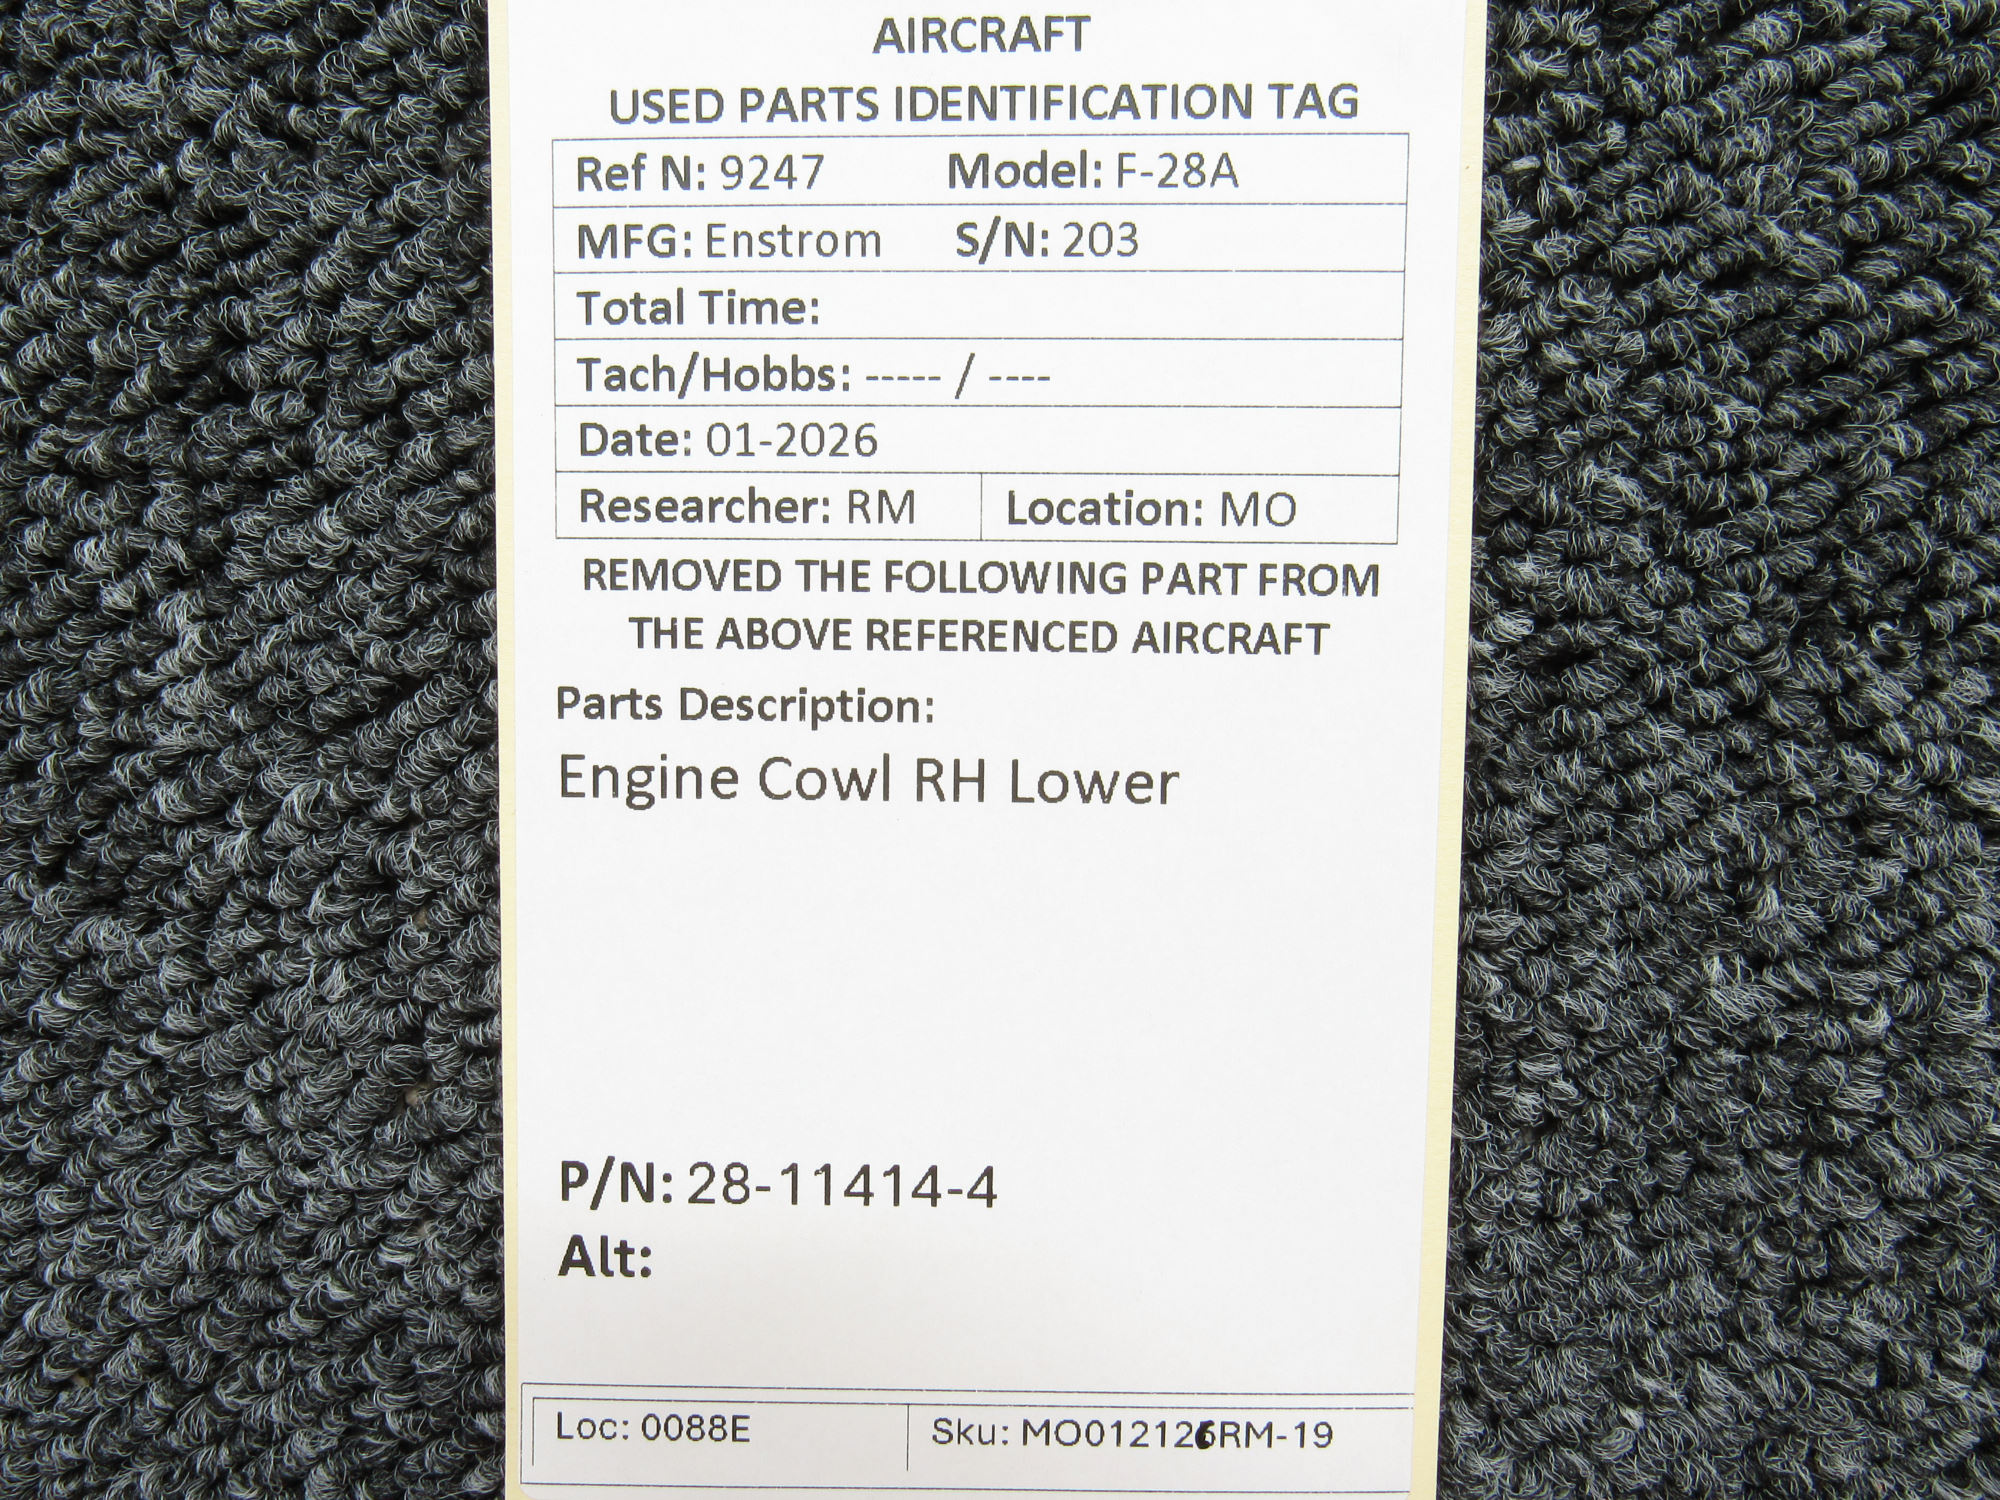 AIRCRAFT
USED PARTS IDENTIFICATION TAG
Ref N: 9247 Model: F-28A
MFG: Enstrom S/N: 203
Total Time:
Tach/Hobbs: ----- / ----
Date: 01-2026
Researcher: RM Location: MO
REMOVED THE FOLLOWING PART FROM
THE ABOVE REFERENCED AIRCRAFT
Parts Description:
Engine Cowl RH Lower
P/N: 28-11414-4
Alt:
Loc: 0088E Sku: MO012126RM-19